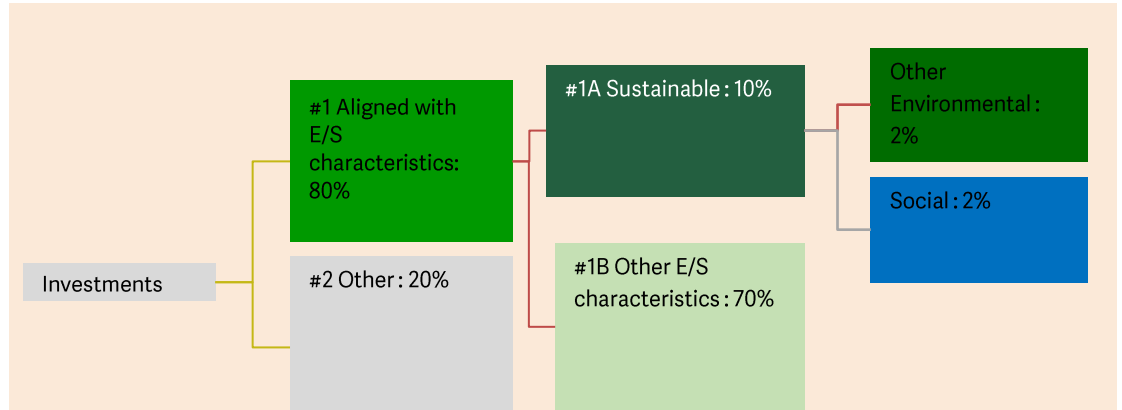 Investments
#1 Aligned with
E/S
characteristics:
80%
#2 Other : 20%
#1A Sustainable : 10%
#1B Other E/S
characteristics : 70%
Other
Environmental :
2%
Social : 2%